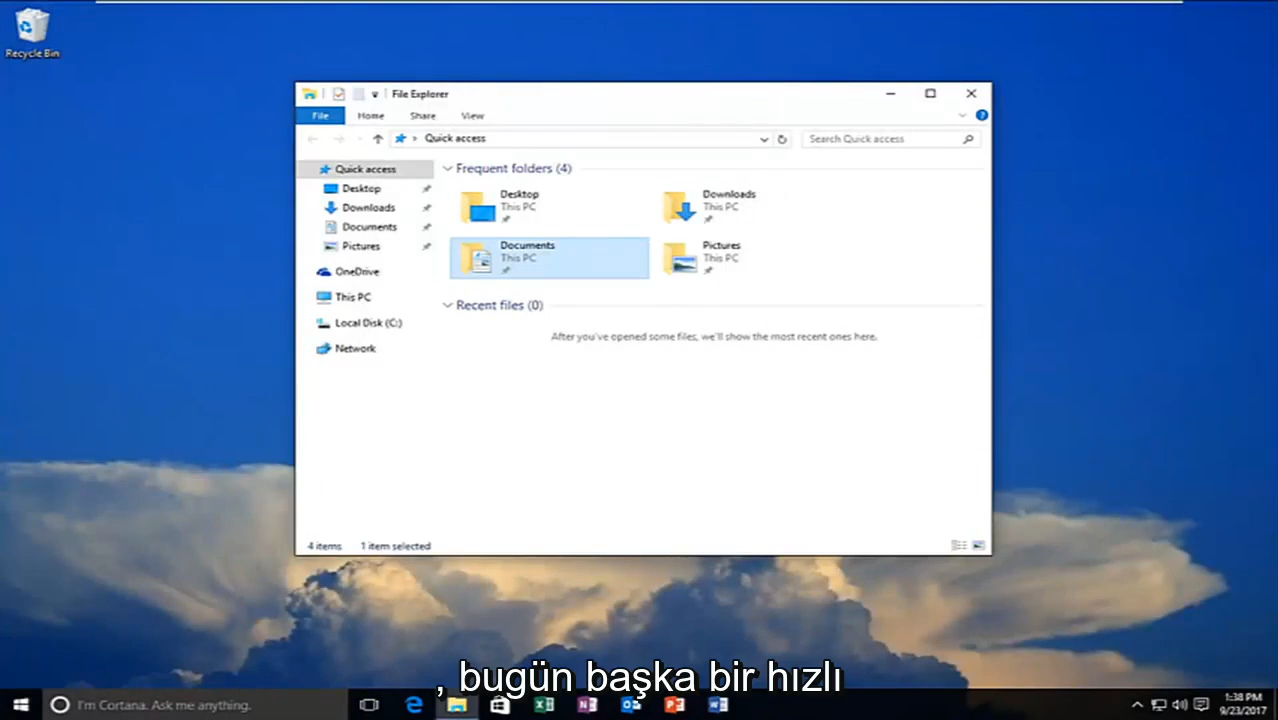 Recycle Bin
File Explorer
File Home Share View
Quick access
Search Quick access
Quick access
Desktop
Downloads
Documents
Pictures
OneDrive
This PC
Local Disk (C:)
Network
Frequent folders (4)
Desktop
This PC
Downloads
This PC
Documents
This PC
Pictures
This PC
Recent files (0)
After you've opened some files, we'll show the most recent ones here.
4 items 1 item selected
, bugün başka bir hızlı
I'm Cortana. Ask me anything.
1:38 PM
9/23/2017